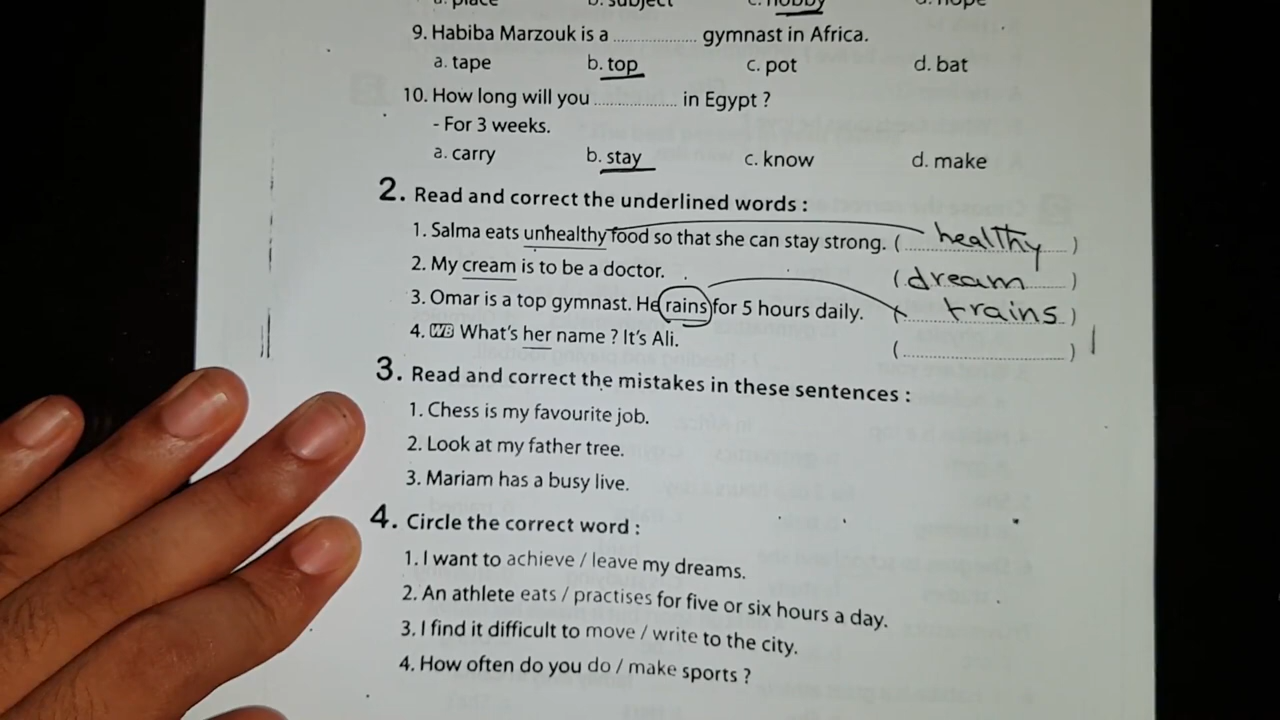 a. place b. subject c. hobby d. hope
9. Habiba Marzouk is a ................ gymnast in Africa.
a. tape b. top c. pot d. bat
10. How long will you ................ in Egypt ?
- For 3 weeks.
a. carry b. stay c. know d. make
2. Read and correct the underlined words :
1. Salma eats unhealthy food so that she can stay strong. ( healthy )
2. My cream is to be a doctor. ( dream )
3. Omar is a top gymnast. He rains for 5 hours daily. ( trains )
4. WB What's her name ? It's Ali. (................)
3. Read and correct the mistakes in these sentences :
1. Chess is my favourite job.
2. Look at my father tree.
3. Mariam has a busy live.
4. Circle the correct word :
1. I want to achieve / leave my dreams.
2. An athlete eats / practises for five or six hours a day.
3. I find it difficult to move / write to the city.
4. How often do you do / make sports ?